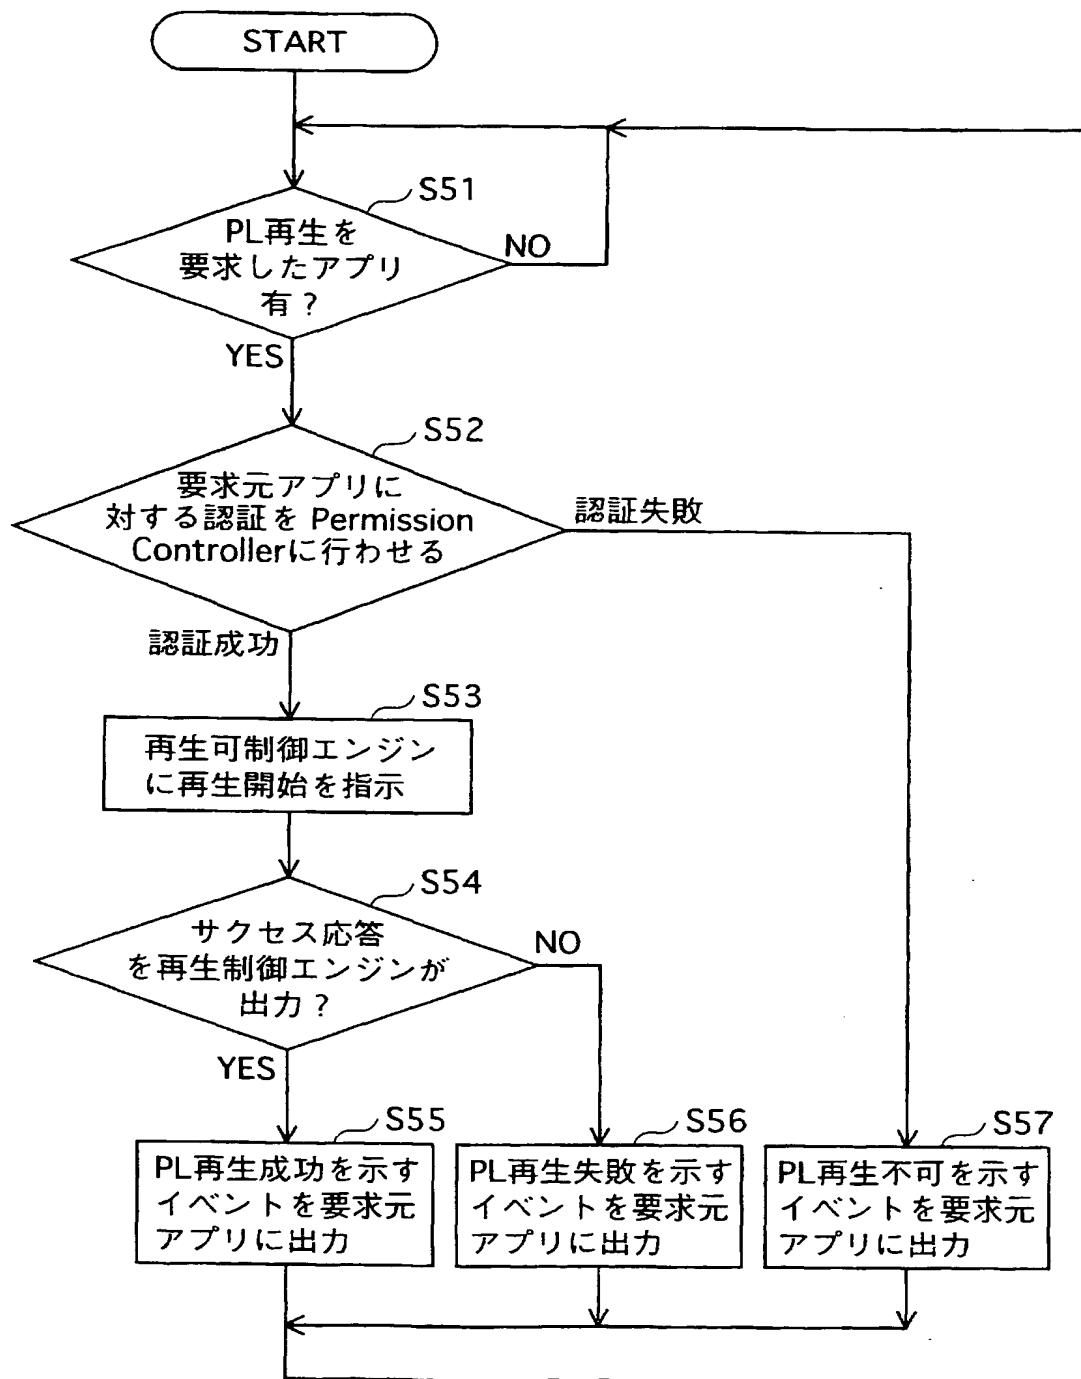 START
S51
PL再生を
要求したアプリ
有？
NO
YES
S52
要求元アプリに
対する認証を Permission
Controllerに行わせる
認証失敗
認証成功
S53
再生可制御エンジン
に再生開始を指示
S54
サクセス応答
を再生制御エンジンが
出力？
NO
YES
S55
PL再生成功を示す
イベントを要求元
アプリに出力
S56
PL再生失敗を示す
イベントを要求元
アプリに出力
S57
PL再生不可を示す
イベントを要求元
アプリに出力